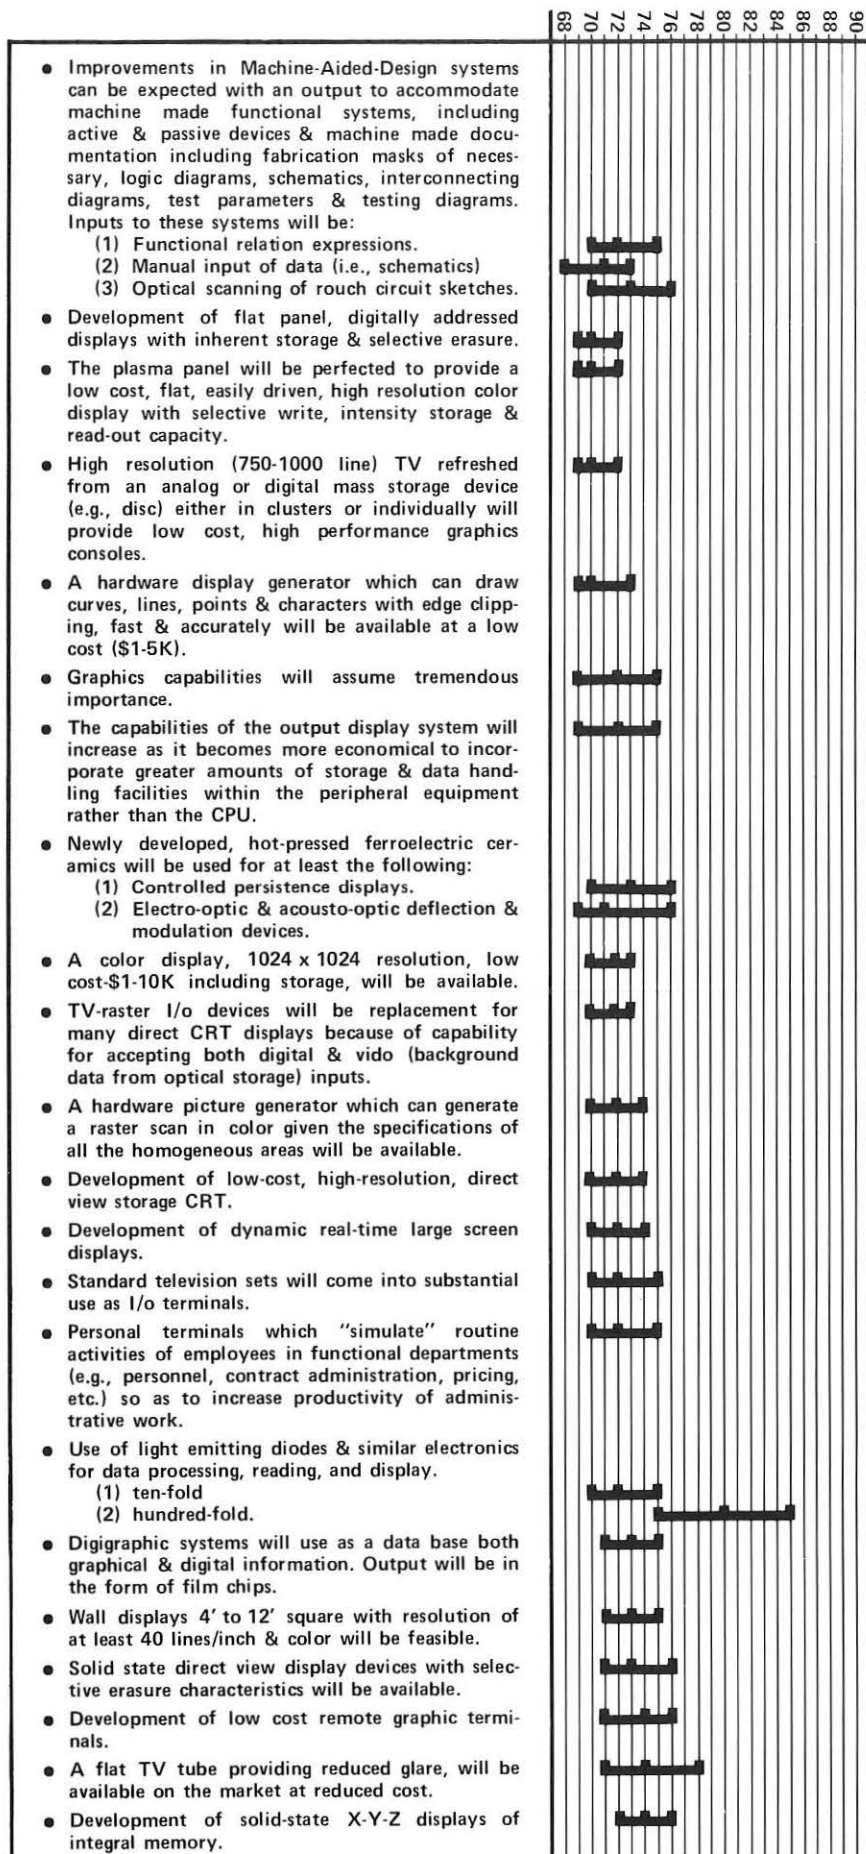 68 70 72 74 76 78 80 82 84 86 88 90
• Improvements in Machine-Aided-Design systems
can be expected with an output to accommodate
machine made functional systems, including
active & passive devices & machine made docu-
mentation including fabrication masks of neces-
sary, logic diagrams, schematics, interconnecting
diagrams, test parameters & testing diagrams.
Inputs to these systems will be:
(1) Functional relation expressions.
(2) Manual input of data (i.e., schematics)
(3) Optical scanning of rouch circuit sketches.
• Development of flat panel, digitally addressed
displays with inherent storage & selective erasure.
• The plasma panel will be perfected to provide a
low cost, flat, easily driven, high resolution color
display with selective write, intensity storage &
read-out capacity.
• High resolution (750-1000 line) TV refreshed
from an analog or digital mass storage device
(e.g., disc) either in clusters or individually will
provide low cost, high performance graphics
consoles.
• A hardware display generator which can draw
curves, lines, points & characters with edge clipp-
ing, fast & accurately will be available at a low
cost ($1-5K).
• Graphics capabilities will assume tremendous
importance.
• The capabilities of the output display system will
increase as it becomes more economical to incor-
porate greater amounts of storage & data hand-
ling facilities within the peripheral equipment
rather than the CPU.
• Newly developed, hot-pressed ferroelectric cer-
amics will be used for at least the following:
(1) Controlled persistence displays.
(2) Electro-optic & acousto-optic deflection &
modulation devices.
• A color display, 1024 x 1024 resolution, low
cost-$1-10K including storage, will be available.
• TV-raster I/o devices will be replacement for
many direct CRT displays because of capability
for accepting both digital & vido (background
data from optical storage) inputs.
• A hardware picture generator which can generate
a raster scan in color given the specifications of
all the homogeneous areas will be available.
• Development of low-cost, high-resolution, direct
view storage CRT.
• Development of dynamic real-time large screen
displays.
• Standard television sets will come into substantial
use as I/o terminals.
• Personal terminals which "simulate" routine
activities of employees in functional departments
(e.g., personnel, contract administration, pricing,
etc.) so as to increase productivity of adminis-
trative work.
• Use of light emitting diodes & similar electronics
for data processing, reading, and display.
(1) ten-fold
(2) hundred-fold.
• Digigraphic systems will use as a data base both
graphical & digital information. Output will be in
the form of film chips.
• Wall displays 4' to 12' square with resolution of
at least 40 lines/inch & color will be feasible.
• Solid state direct view display devices with selec-
tive erasure characteristics will be available.
• Development of low cost remote graphic termi-
nals.
• A flat TV tube providing reduced glare, will be
available on the market at reduced cost.
• Development of solid-state X-Y-Z displays of
integral memory.